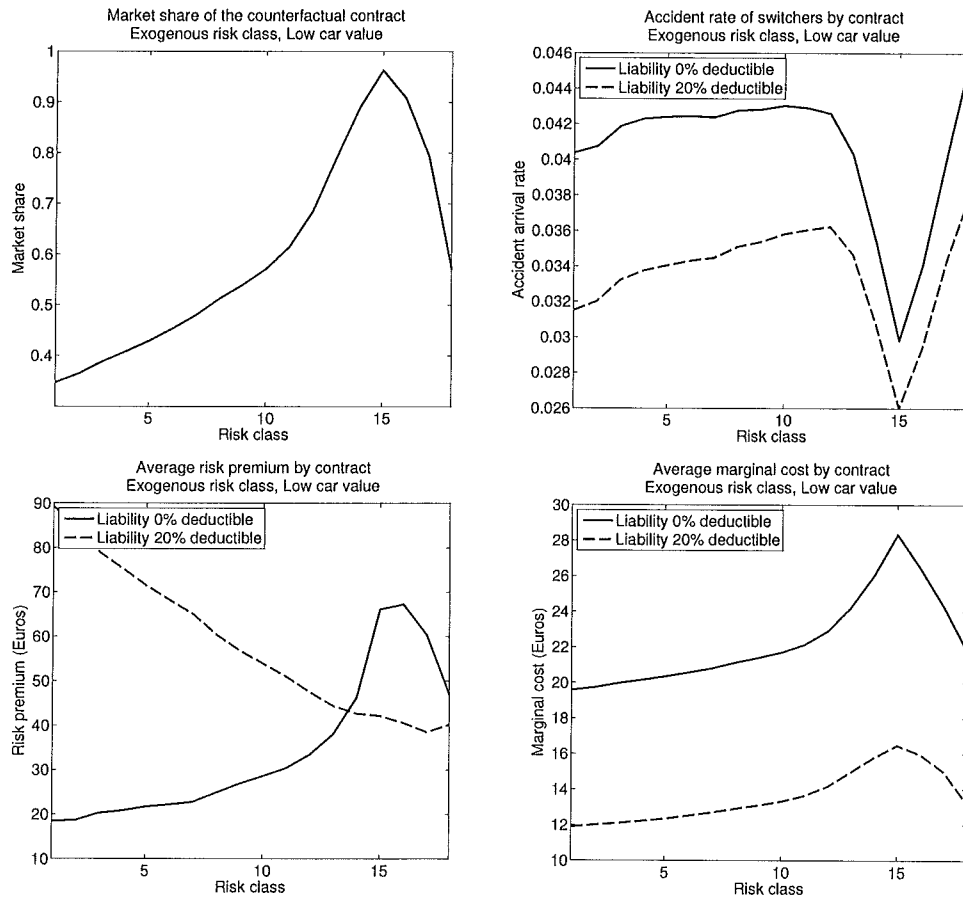 Market share of the counterfactual contract
Exogenous risk class, Low car value
1
0.9
0.8
0.7
0.6
0.5
0.4
Market share
5
10
15
Risk class
Accident rate of switchers by contract
Exogenous risk class, Low car value
0.046
0.044
0.042
0.04
0.038
0.036
0.034
0.032
0.03
0.028
0.026
Accident arrival rate
Liability 0% deductible
Liability 20% deductible
5
10
15
Risk class
Average risk premium by contract
Exogenous risk class, Low car value
90
80
70
60
50
40
30
20
10
Risk premium (Euros)
Liability 0% deductible
Liability 20% deductible
5
10
15
Risk class
Average marginal cost by contract
Exogenous risk class, Low car value
30
28
26
24
22
20
18
16
14
12
10
Marginal cost (Euros)
Liability 0% deductible
Liability 20% deductible
5
10
15
Risk class